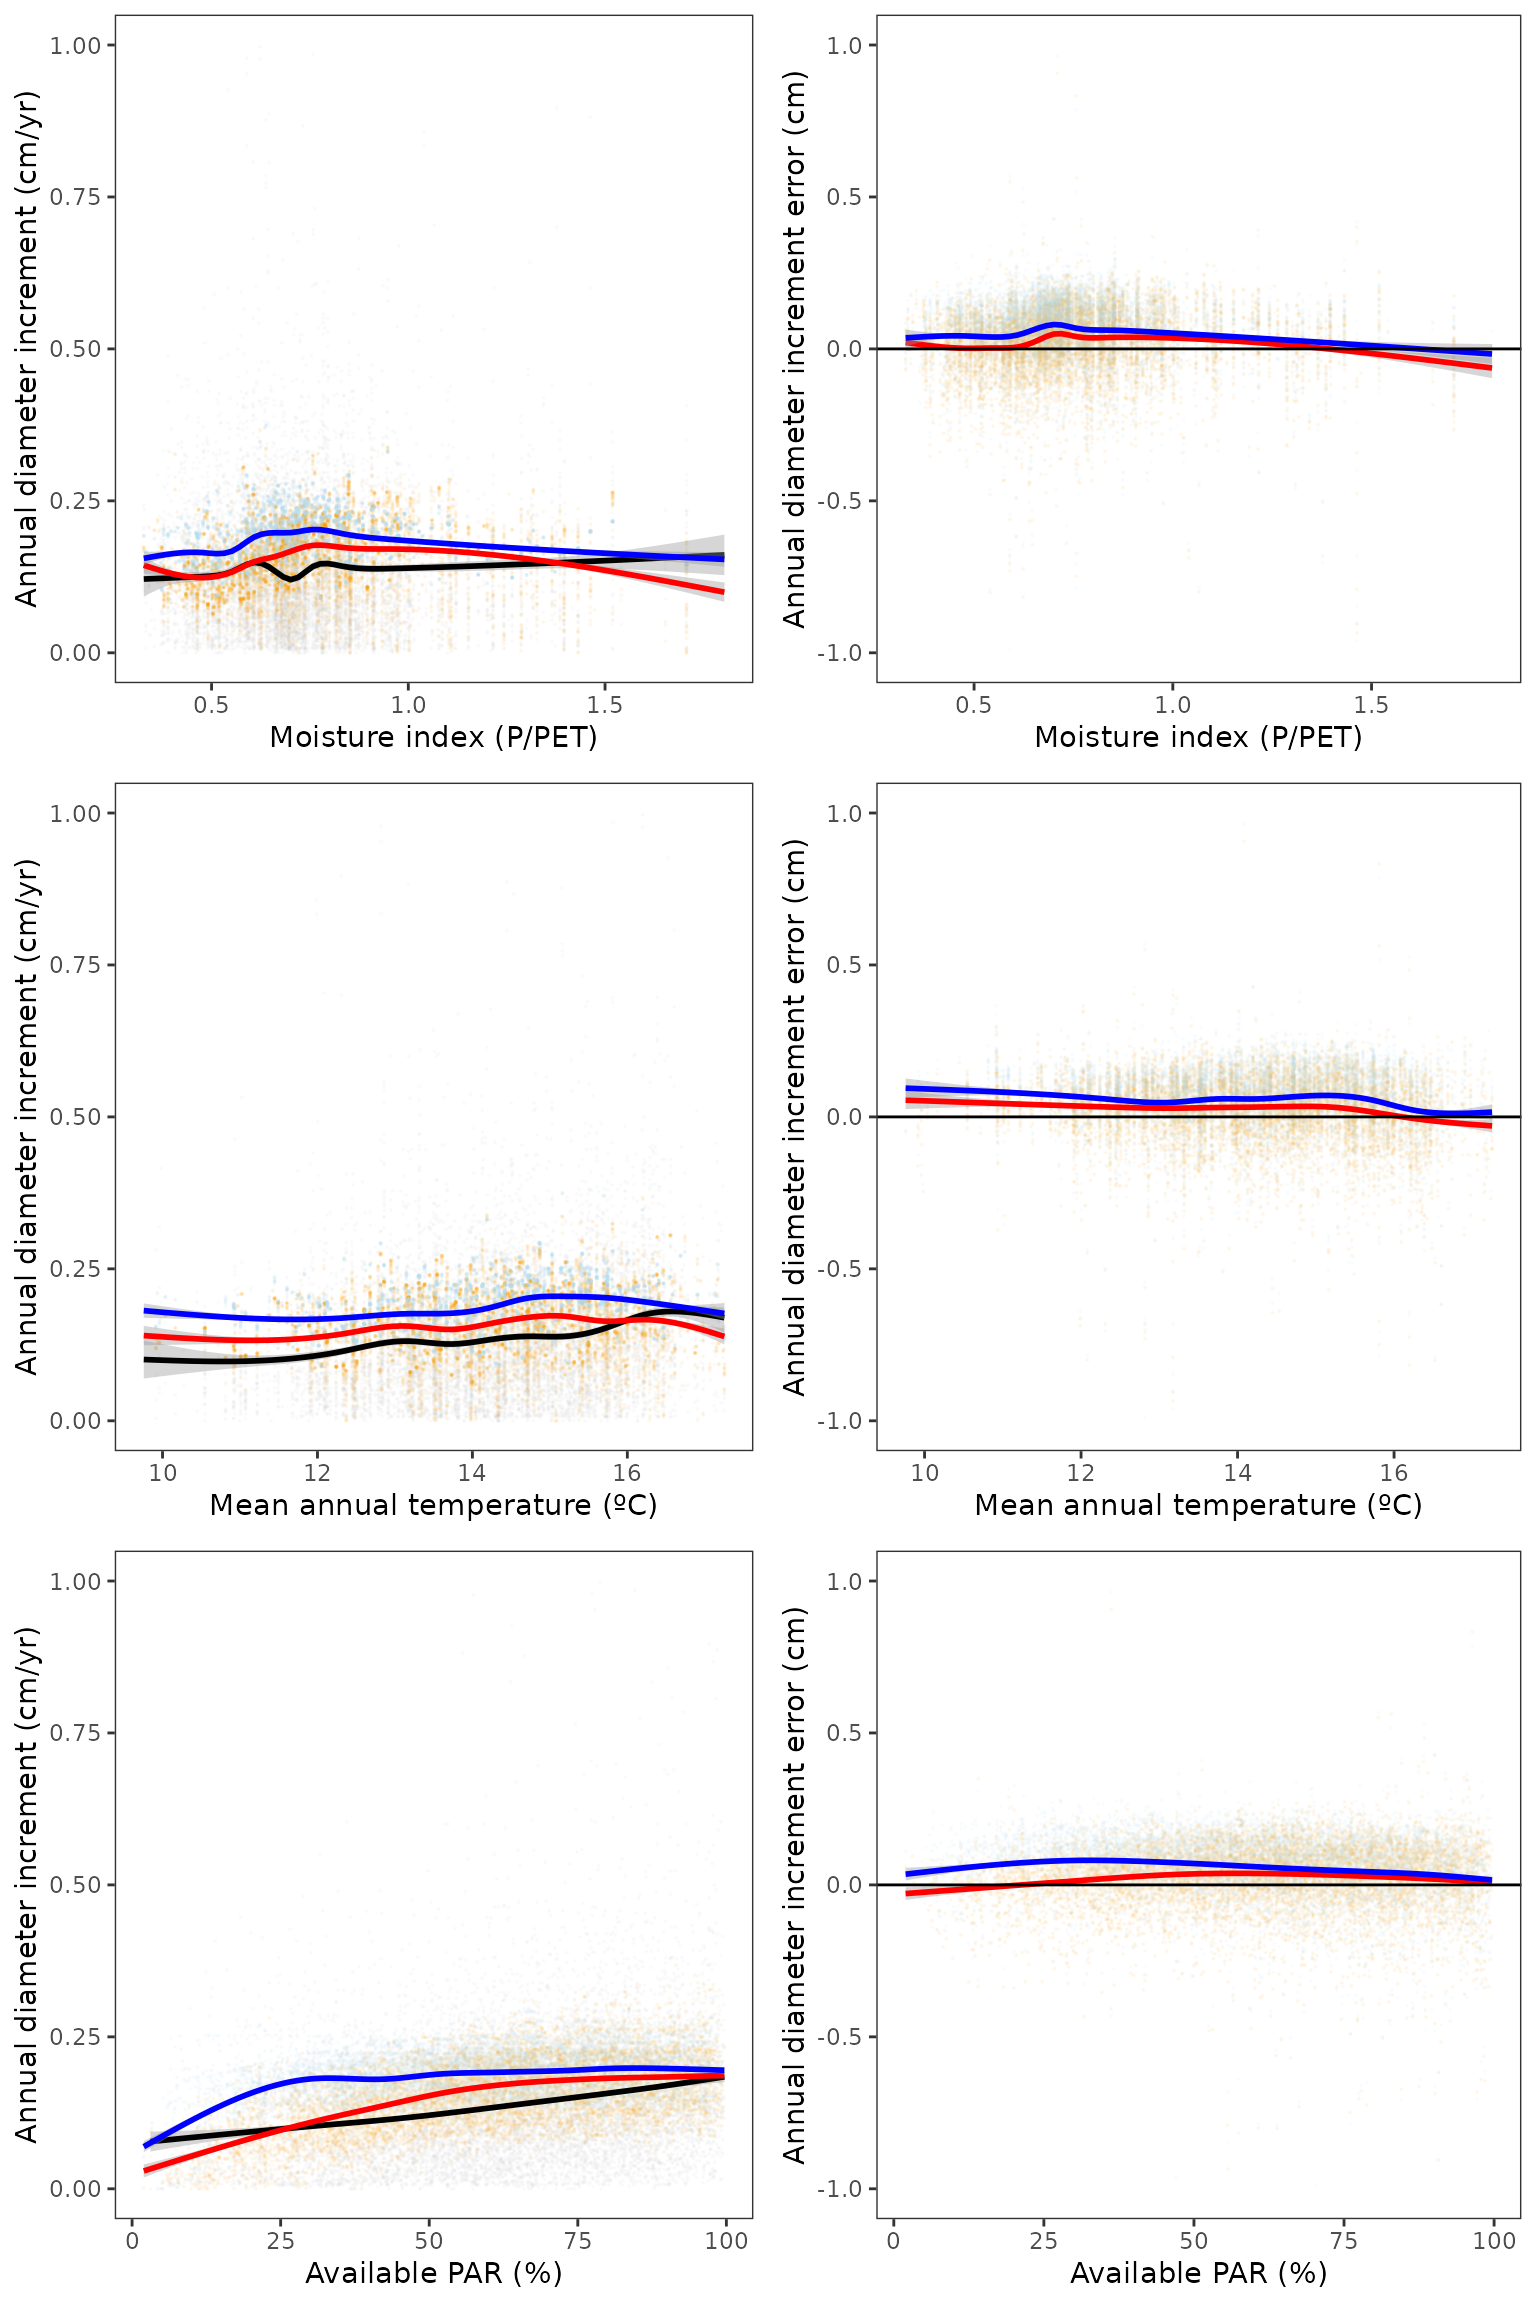 Annual diameter increment (cm/yr)
1.00
0.75
0.50
0.25
0.00
0.5 1.0 1.5
Moisture index (P/PET)
Annual diameter increment error (cm)
1.0
0.5
0.0
-0.5
-1.0
0.5 1.0 1.5
Moisture index (P/PET)
Annual diameter increment (cm/yr)
1.00
0.75
0.50
0.25
0.00
10 12 14 16
Mean annual temperature (ºC)
Annual diameter increment error (cm)
1.0
0.5
0.0
-0.5
-1.0
10 12 14 16
Mean annual temperature (ºC)
Annual diameter increment (cm/yr)
1.00
0.75
0.50
0.25
0.00
0 25 50 75 100
Available PAR (%)
Annual diameter increment error (cm)
1.0
0.5
0.0
-0.5
-1.0
0 25 50 75 100
Available PAR (%)